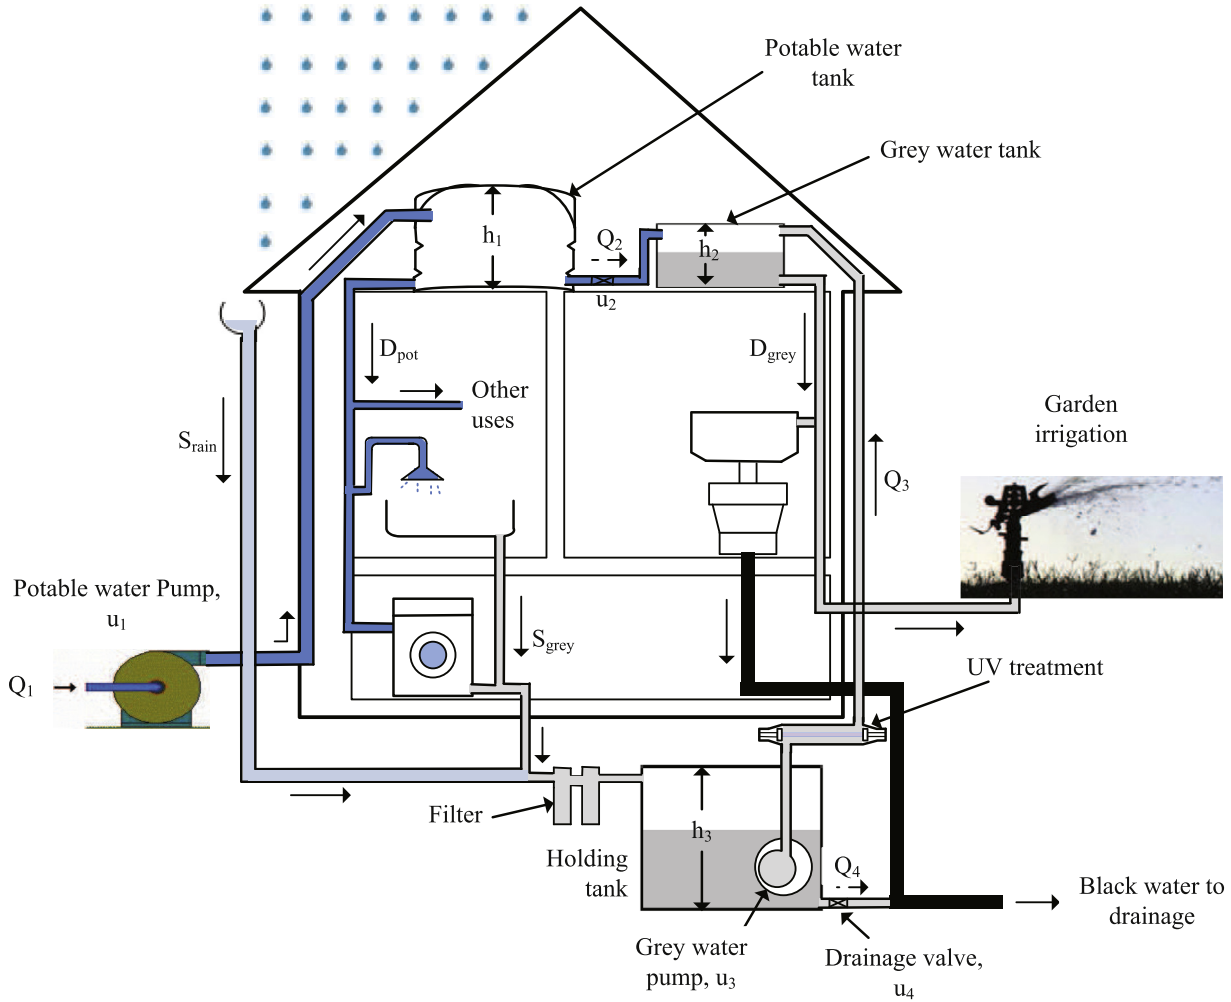 Potable water
tank
Grey water tank
h1
Q2
h2
u2
Dpot
Dgrey
Other
uses
Garden
irrigation
Srain
Q3
Potable water Pump,
u1
Sgrey
UV treatment
Q1
Filter
h3
Holding
tank
Q4
Black water to
drainage
Grey water
pump, u3
Drainage valve,
u4